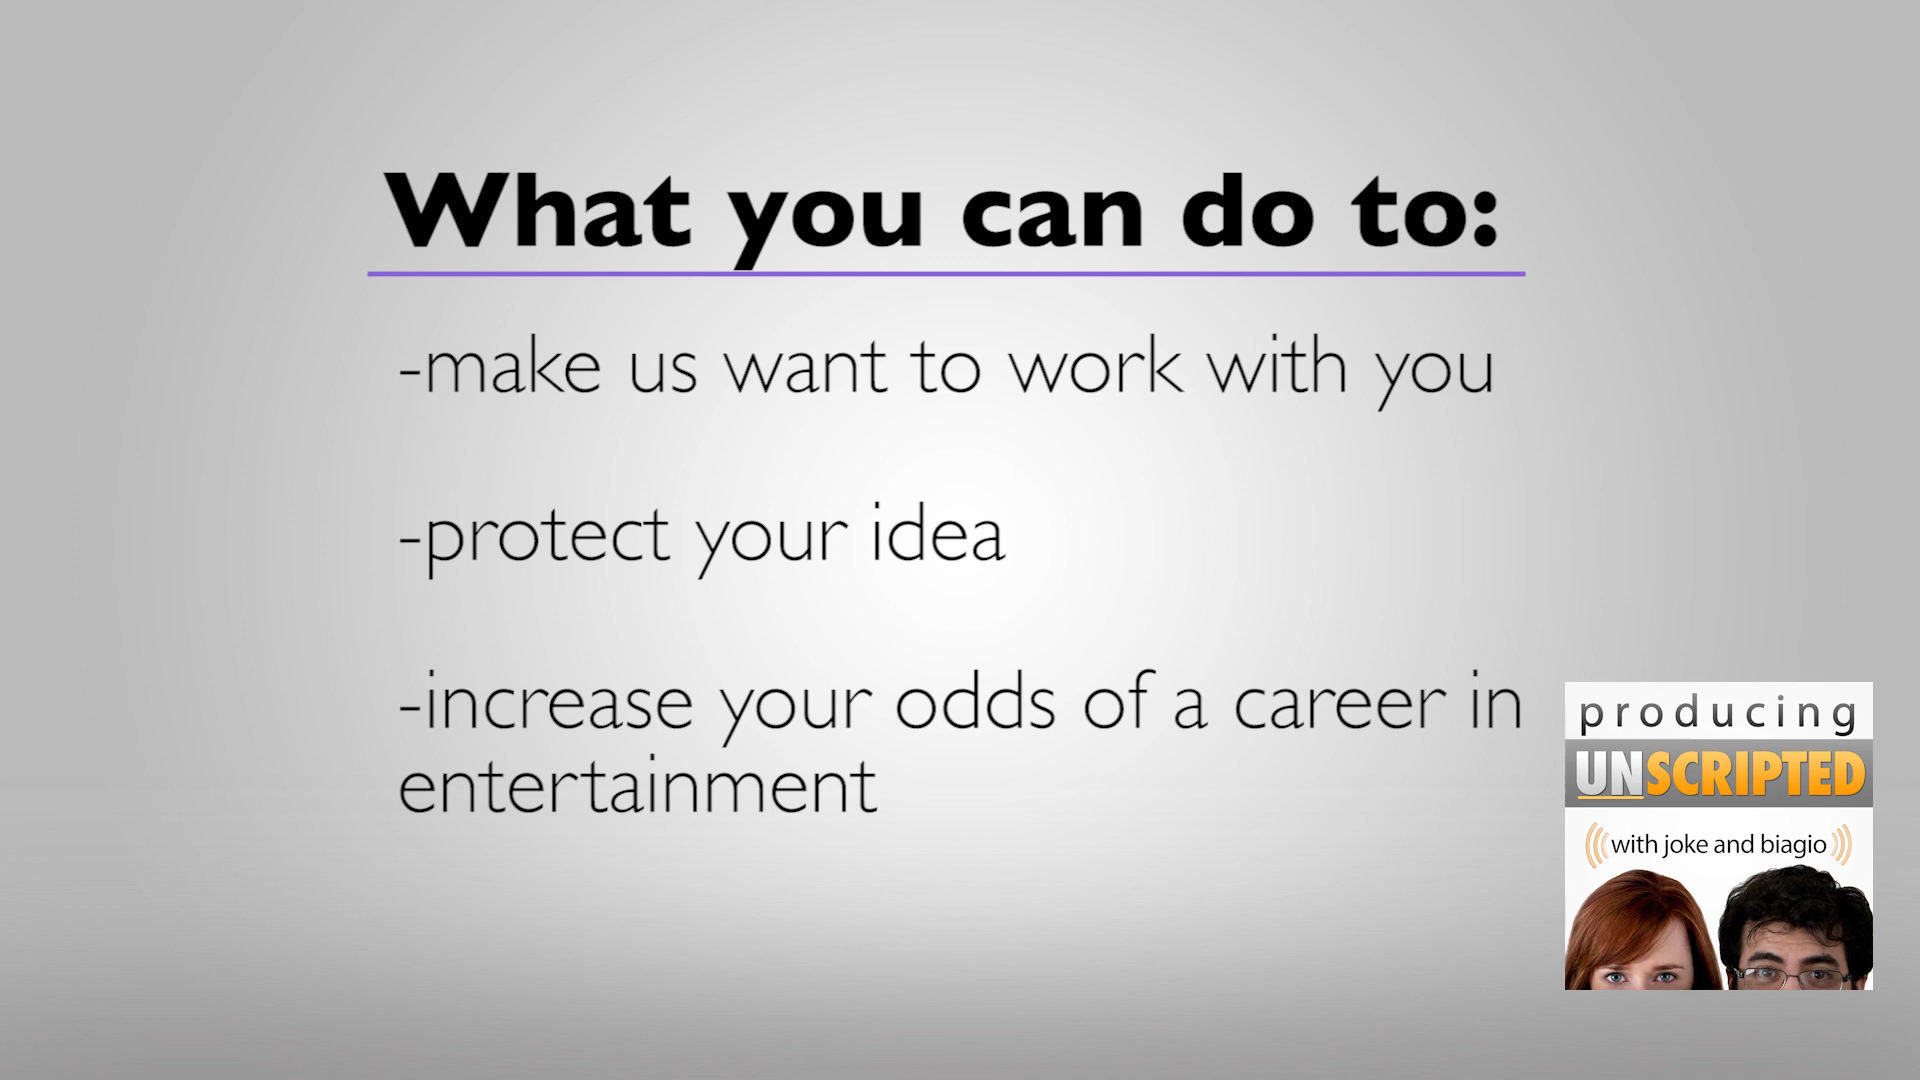 What you can do to:
-make us want to work with you
-protect your idea
-increase your odds of a career in
entertainment
producing
UNSCRIPTED
with joke and biagio